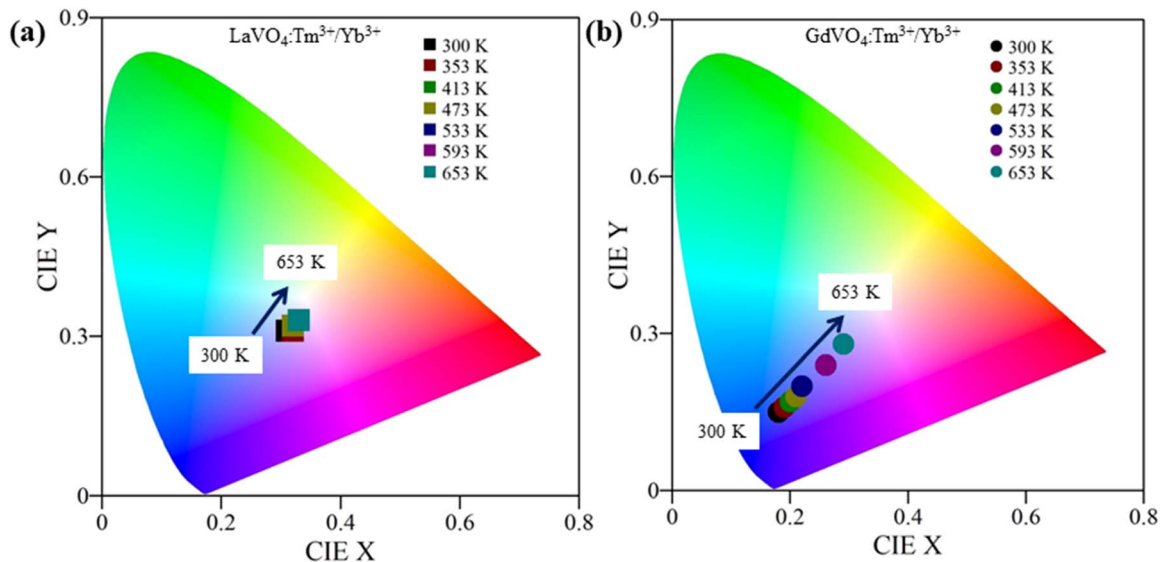 (a)
LaVO₄:Tm³⁺/Yb³⁺
300 K
353 K
413 K
473 K
533 K
593 K
653 K
653 K
300 K
0.9
0.6
0.3
0
0
0.2
0.4
0.6
0.8
CIE Y
CIE X
(b)
GdVO₄:Tm³⁺/Yb³⁺
300 K
353 K
413 K
473 K
533 K
593 K
653 K
653 K
300 K
0.9
0.6
0.3
0
0
0.2
0.4
0.6
0.8
CIE Y
CIE X